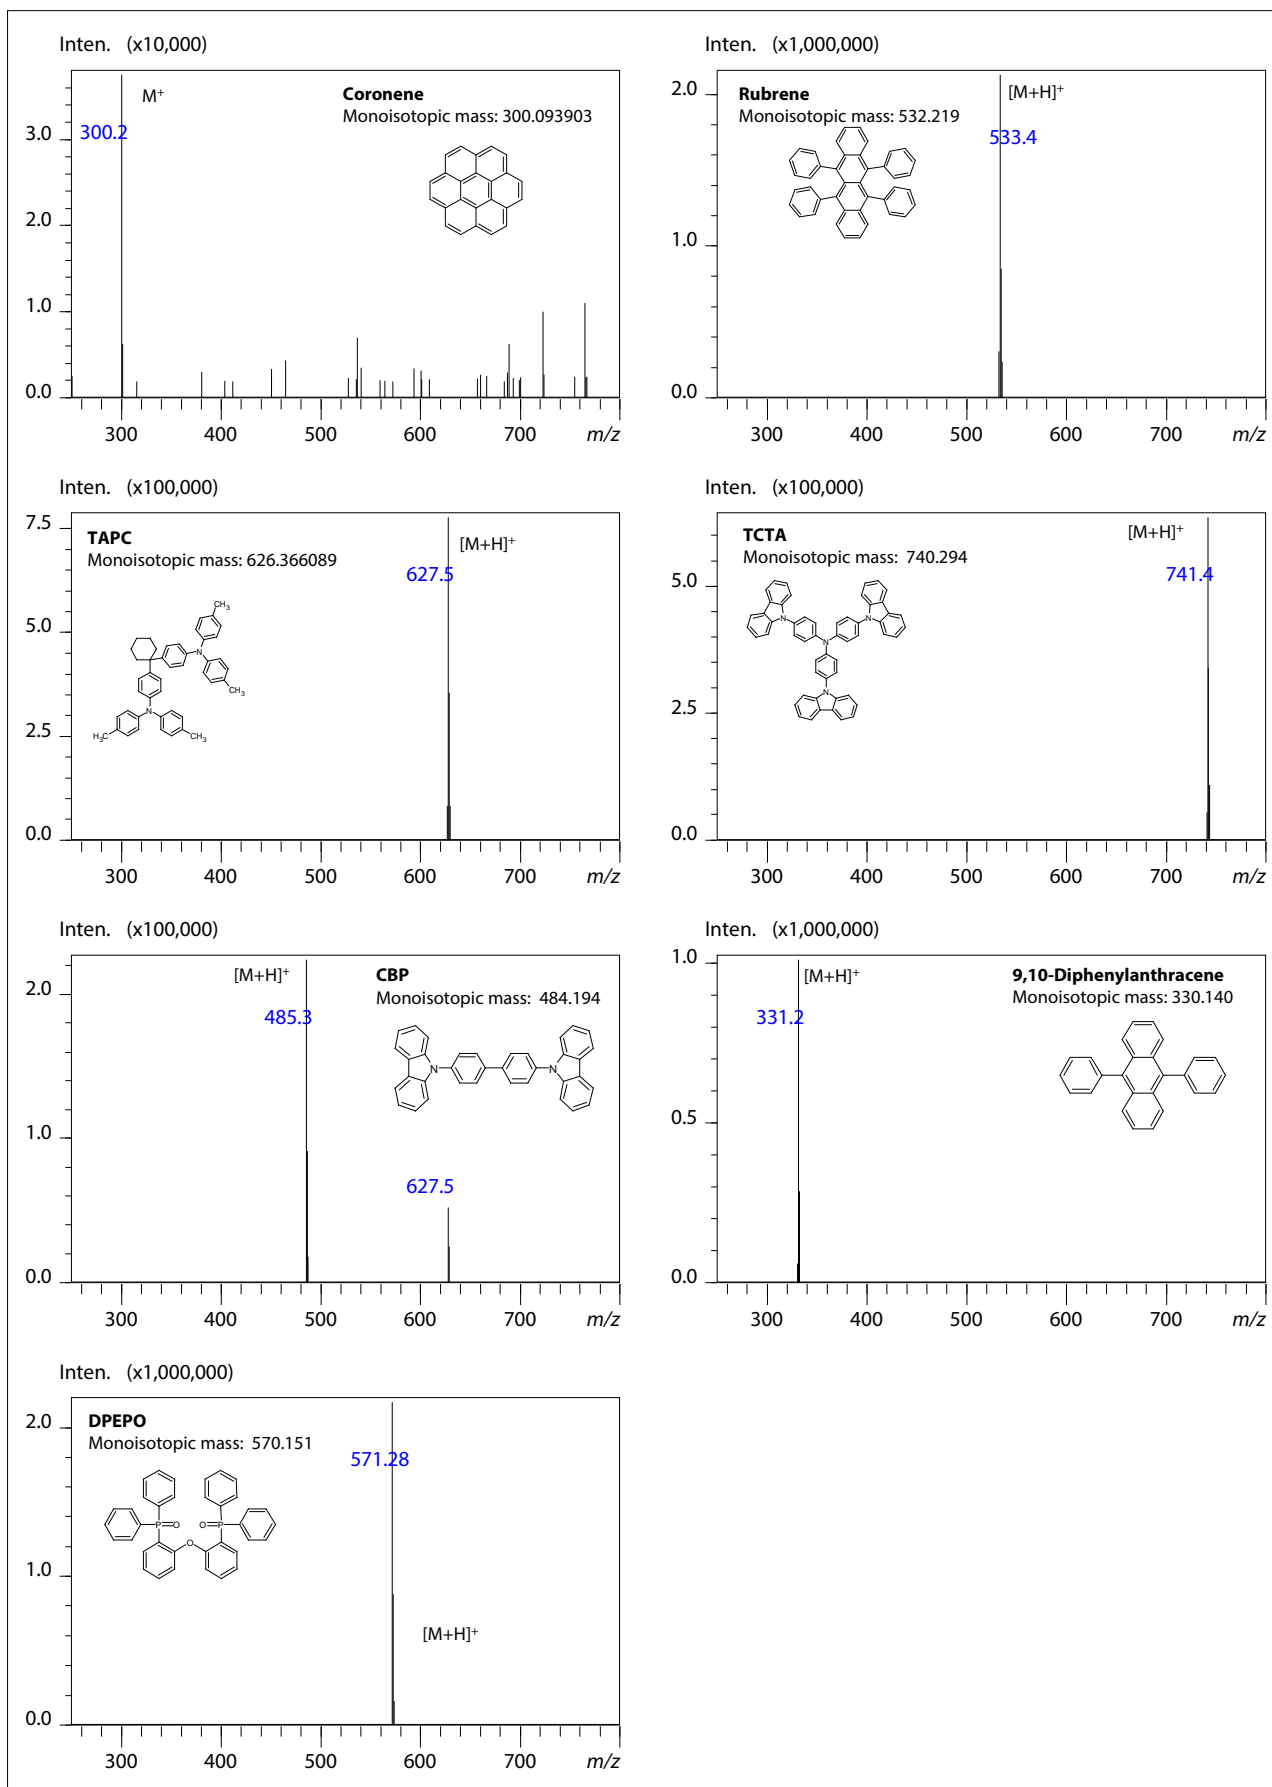 Inten. (x10,000)
M⁺
Coronene
Monoisotopic mass: 300.093903
300.2
3.0
2.0
1.0
0.0
300 400 500 600 700 m/z
Inten. (x1,000,000)
2.0
Rubrene
[M+H]⁺
Monoisotopic mass: 532.219
533.4
1.0
0.0
300 400 500 600 700 m/z
Inten. (x100,000)
7.5
TAPC
[M+H]⁺
Monoisotopic mass: 626.366089
627.5
CH₃
N
5.0
CH₃
N
H₃C CH₃
2.5
0.0
300 400 500 600 700 m/z
Inten. (x100,000)
TCTA
[M+H]⁺
Monoisotopic mass: 740.294
741.4
5.0
N N
N
N
2.5
0.0
300 400 500 600 700 m/z
Inten. (x100,000)
[M+H]⁺
CBP
2.0
Monoisotopic mass: 484.194
485.3
N N
1.0
627.5
0.0
300 400 500 600 700 m/z
Inten. (x1,000,000)
1.0
[M+H]⁺
9,10-Diphenylanthracene
Monoisotopic mass: 330.140
331.2
0.5
0.0
300 400 500 600 700 m/z
Inten. (x1,000,000)
2.0
DPEPO
Monoisotopic mass: 570.151
571.28
P=O O=P
O
1.0
[M+H]⁺
0.0
300 400 500 600 700 m/z